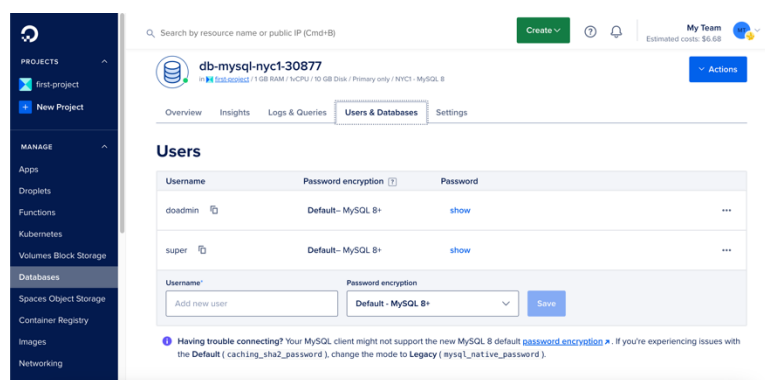 Search by resource name or public IP (Cmd+B)
Create
My Team
Estimated costs: $6.68
PROJECTS
first-project
+ New Project
MANAGE
Apps
Droplets
Functions
Kubernetes
Volumes Block Storage
Databases
Spaces Object Storage
Container Registry
Images
Networking
db-mysql-nyc1-30877
in first-project / 1 GB RAM / 1vCPU / 10 GB Disk / Primary only / NYC1 - MySQL 8
Actions
Overview Insights Logs & Queries Users & Databases Settings
Users
Username Password encryption ? Password
doadmin Default– MySQL 8+ show ...
super Default– MySQL 8+ show ...
Username* Password encryption
Add new user Default - MySQL 8+ Save
Having trouble connecting? Your MySQL client might not support the new MySQL 8 default password encryption. If you're experiencing issues with
the Default ( caching_sha2_password ), change the mode to Legacy ( mysql_native_password ).